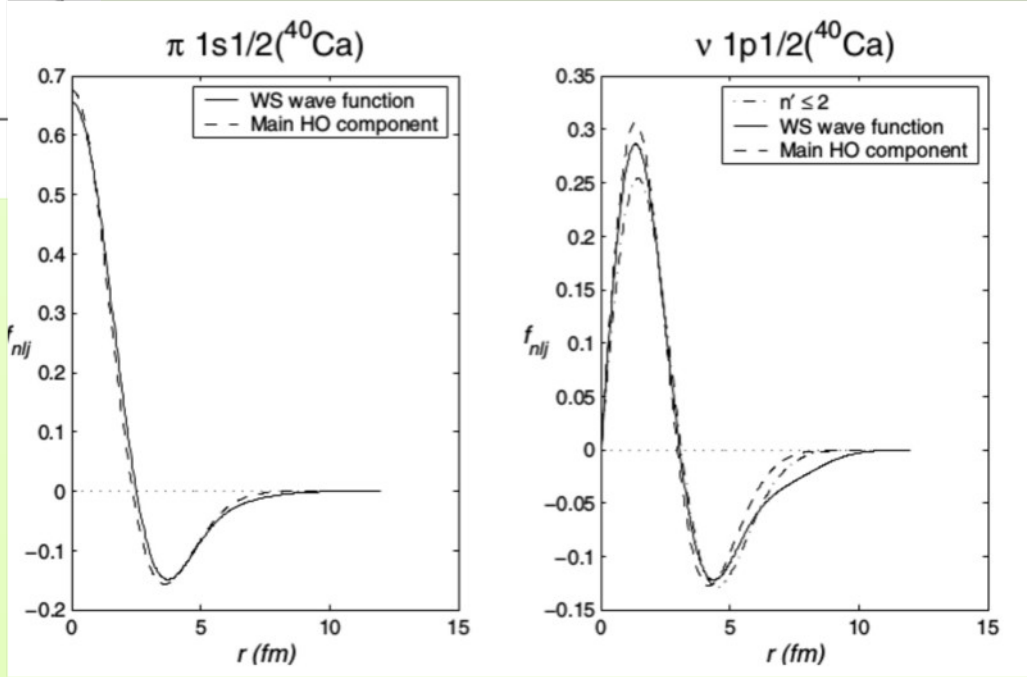 π 1s1/2(⁴⁰Ca)
0.7
0.6
0.5
0.4
0.3
0.2
0.1
0
−0.1
−0.2
f_nlj
WS wave function
Main HO component
0
5
10
15
r (fm)
ν 1p1/2(⁴⁰Ca)
0.35
0.3
0.25
0.2
0.15
0.1
0.05
0
−0.05
−0.1
−0.15
f_nlj
n′ ≤ 2
WS wave function
Main HO component
0
5
10
15
r (fm)